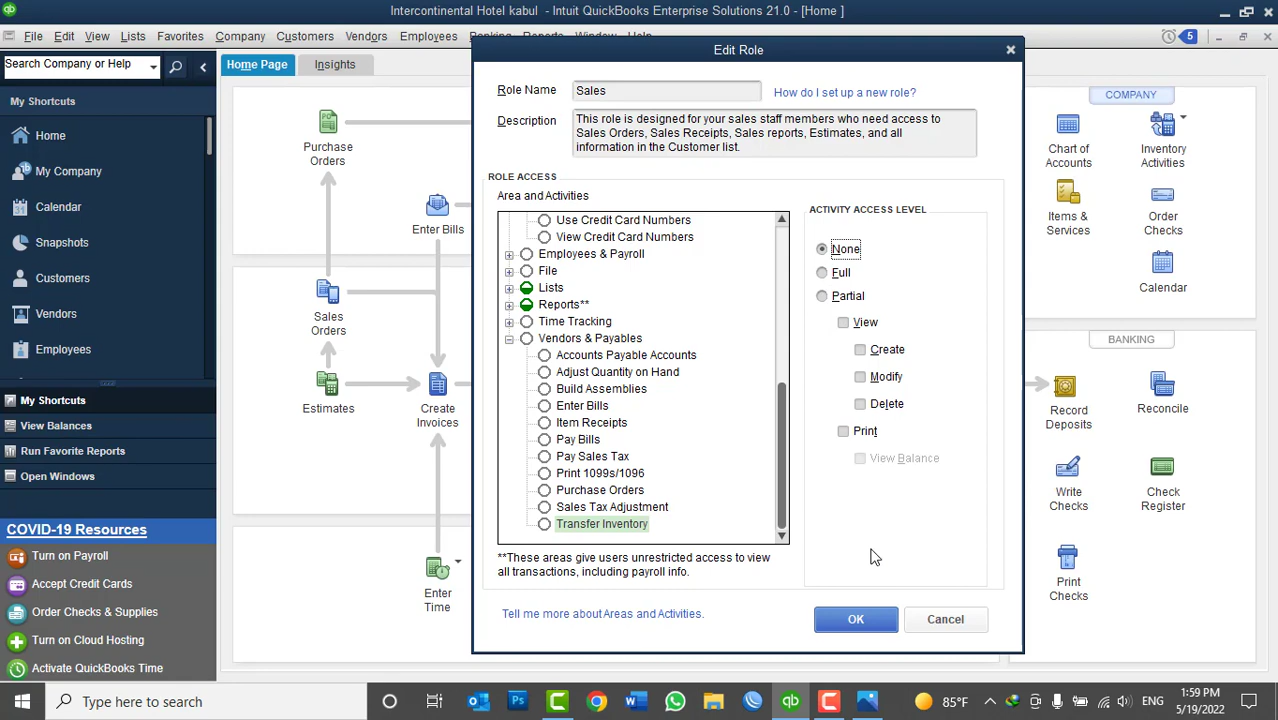 Intercontinental Hotel kabul - Intuit QuickBooks Enterprise Solutions 21.0 - [Home ]
File Edit View Lists Favorites Company Customers Vendors Employees Banking Reports Window Help
5
Search Company or Help
Home Page
Insights
My Shortcuts
Home
My Company
Calendar
Snapshots
Customers
Vendors
Employees
My Shortcuts
View Balances
Run Favorite Reports
Open Windows
COVID-19 Resources
Turn on Payroll
Accept Credit Cards
Order Checks & Supplies
Turn on Cloud Hosting
Activate QuickBooks Time
Purchase
Orders
Enter Bills
Sales
Orders
Estimates
Create
Invoices
Enter
Time
Edit Role
Role Name
Sales
How do I set up a new role?
Description
This role is designed for your sales staff members who need access to
Sales Orders, Sales Receipts, Sales reports, Estimates, and all
information in the Customer list.
ROLE ACCESS
Area and Activities
Use Credit Card Numbers
View Credit Card Numbers
Employees & Payroll
File
Lists
Reports**
Time Tracking
Vendors & Payables
Accounts Payable Accounts
Adjust Quantity on Hand
Build Assemblies
Enter Bills
Item Receipts
Pay Bills
Pay Sales Tax
Print 1099s/1096
Purchase Orders
Sales Tax Adjustment
Transfer Inventory
**These areas give users unrestricted access to view
all transactions, including payroll info.
Tell me more about Areas and Activities.
ACTIVITY ACCESS LEVEL
None
Full
Partial
View
Create
Modify
Delete
Print
View Balance
OK
Cancel
COMPANY
Chart of
Accounts
Inventory
Activities
Items &
Services
Order
Checks
Calendar
BANKING
Record
Deposits
Reconcile
Write
Checks
Check
Register
Print
Checks
Type here to search
85°F
ENG
1:59 PM
5/19/2022